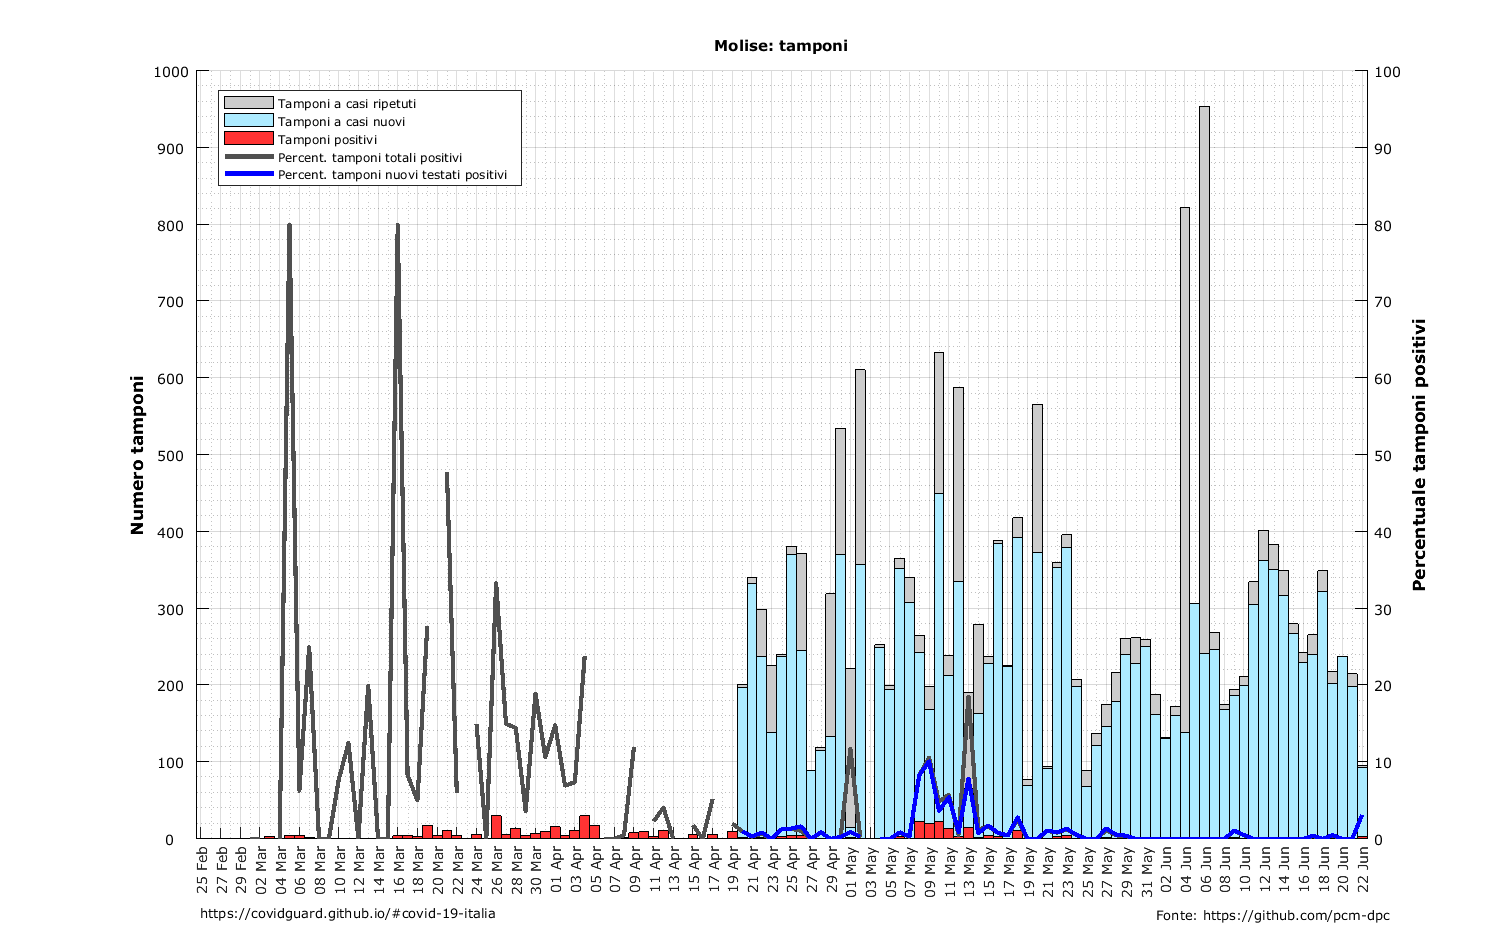 Molise: tamponi
Numero tamponi
1000
900
800
700
600
500
400
300
200
100
0
Tamponi a casi ripetuti
Tamponi a casi nuovi
Tamponi positivi
Percent. tamponi totali positivi
Percent. tamponi nuovi testati positivi
100
90
80
70
60
50
40
30
20
10
0
Percentuale tamponi positivi
25 Feb
27 Feb
29 Feb
02 Mar
04 Mar
06 Mar
08 Mar
10 Mar
12 Mar
14 Mar
16 Mar
18 Mar
20 Mar
22 Mar
24 Mar
26 Mar
28 Mar
30 Mar
01 Apr
03 Apr
05 Apr
07 Apr
09 Apr
11 Apr
13 Apr
15 Apr
17 Apr
19 Apr
21 Apr
23 Apr
25 Apr
27 Apr
29 Apr
01 May
03 May
05 May
07 May
09 May
11 May
13 May
15 May
17 May
19 May
21 May
23 May
25 May
27 May
29 May
31 May
02 Jun
04 Jun
06 Jun
08 Jun
10 Jun
12 Jun
14 Jun
16 Jun
18 Jun
20 Jun
22 Jun
https://covidguard.github.io/#covid-19-italia
Fonte: https://github.com/pcm-dpc